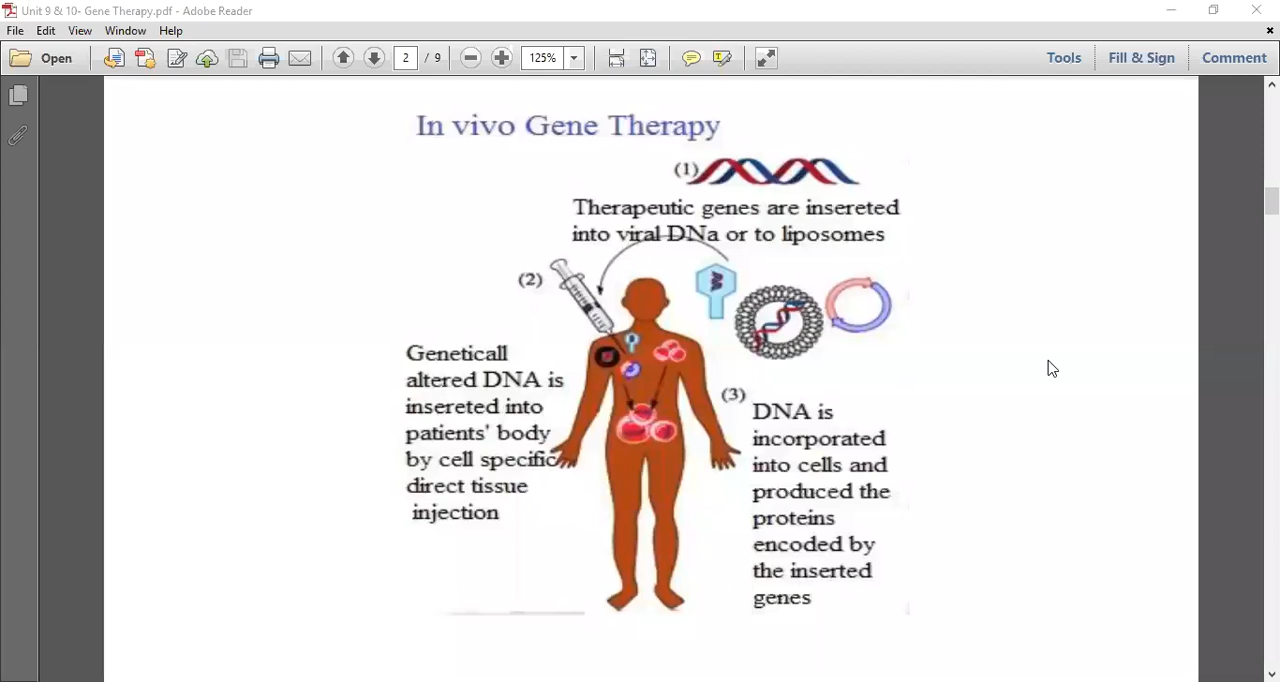 Unit 9 & 10- Gene Therapy.pdf - Adobe Reader
File Edit View Window Help
Open 2 / 9 125% Tools Fill & Sign Comment
In vivo Gene Therapy
(1)
Therapeutic genes are insereted
into viral DNa or to liposomes
(2)
Geneticall
altered DNA is
insereted into
patients' body
by cell specific
direct tissue
injection
(3)
DNA is
incorporated
into cells and
produced the
proteins
encoded by
the inserted
genes